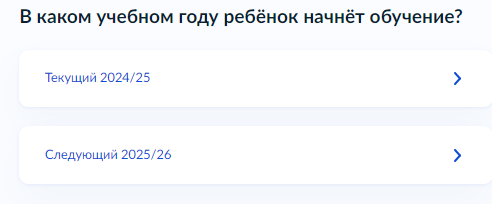 В каком учебном году ребёнок начнёт обучение?
Текущий 2024/25
Следующий 2025/26